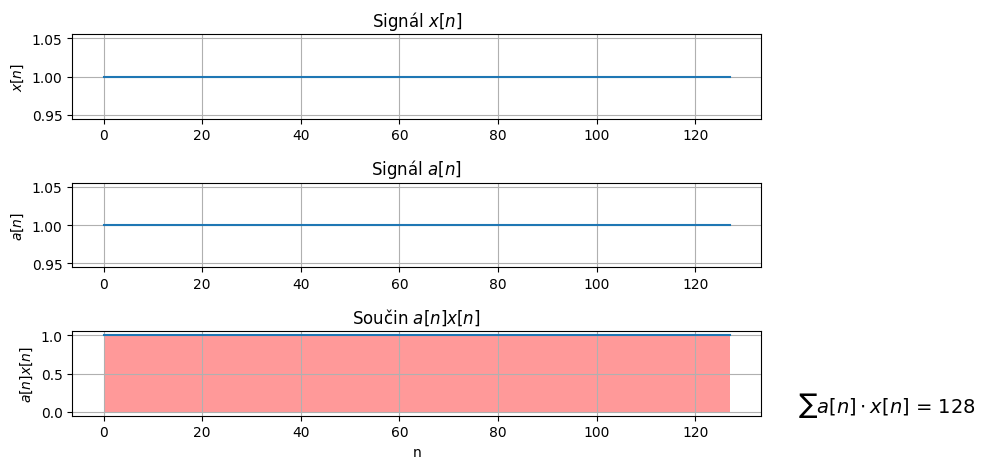 Signál x[n]
1.05
1.00
0.95
x[n]
0 20 40 60 80 100 120
Signál a[n]
1.05
1.00
0.95
a[n]
0 20 40 60 80 100 120
Součin a[n]x[n]
1.0
0.5
0.0
a[n]x[n]
0 20 40 60 80 100 120
n
∑a[n] · x[n] = 128